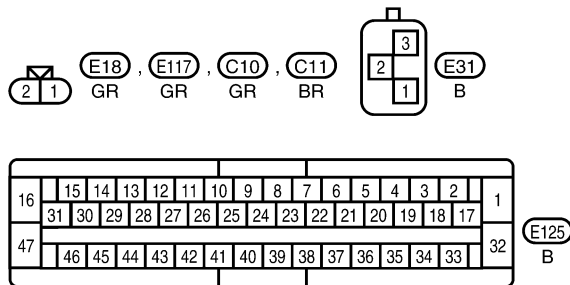 2 1 E18 , E117 , C10 , C11
GR GR GR BR
3
2
1
E31
B
15 14 13 12 11 10 9 8 7 6 5 4 3 2
16 1
31 30 29 28 27 26 25 24 23 22 21 20 19 18 17
47 32
46 45 44 43 42 41 40 39 38 37 36 35 34 33
E125
B